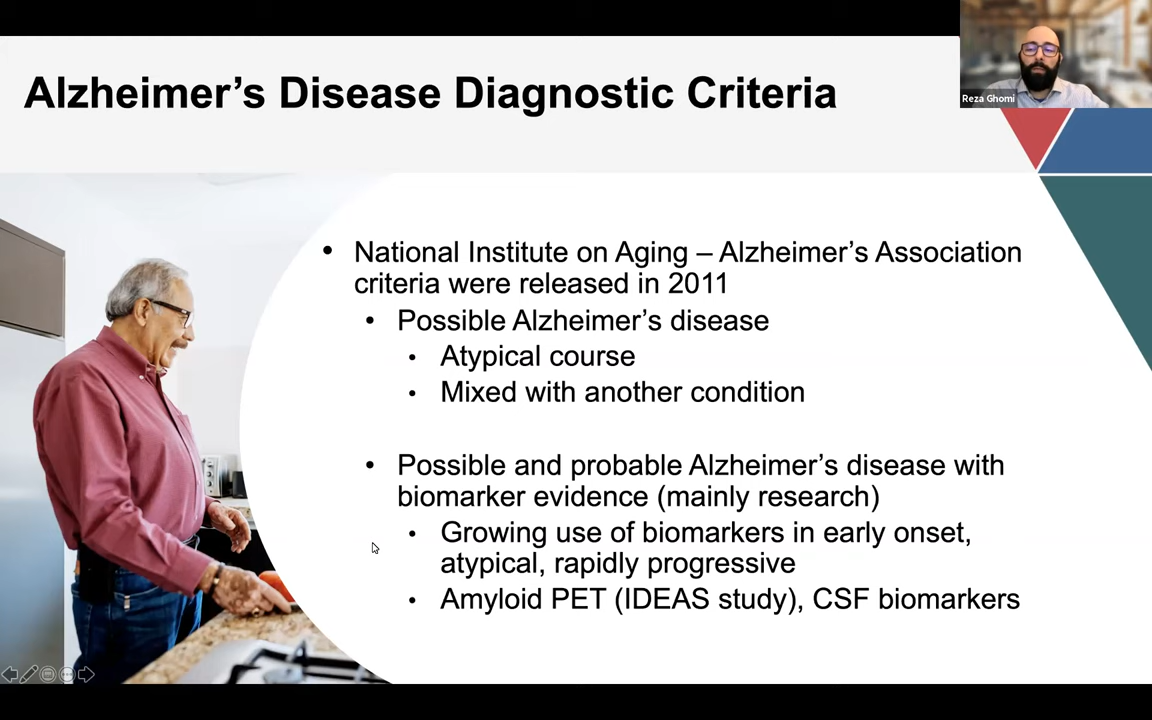 Alzheimer’s Disease Diagnostic Criteria
Reza Ghomi
• National Institute on Aging – Alzheimer’s Association
criteria were released in 2011
• Possible Alzheimer’s disease
• Atypical course
• Mixed with another condition
• Possible and probable Alzheimer’s disease with
biomarker evidence (mainly research)
• Growing use of biomarkers in early onset,
atypical, rapidly progressive
• Amyloid PET (IDEAS study), CSF biomarkers